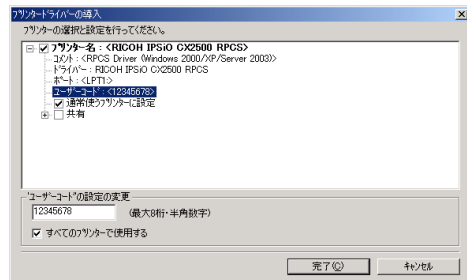 プリンタードライバーの導入
プリンターの選択と設定を行ってください。
プリンター名 : <RICOH IPSiO CX2500 RPCS>
コメント : <RPCS Driver (Windows 2000/XP/Server 2003)>
ドライバー : RICOH IPSiO CX2500 RPCS
ポート : <LPT1:>
ユーザーコード : <12345678>
通常使うプリンターに設定
共有
"ユーザーコード"の設定の変更
12345678 (最大8桁・半角数字)
すべてのプリンターで使用する
完了(C) キャンセル